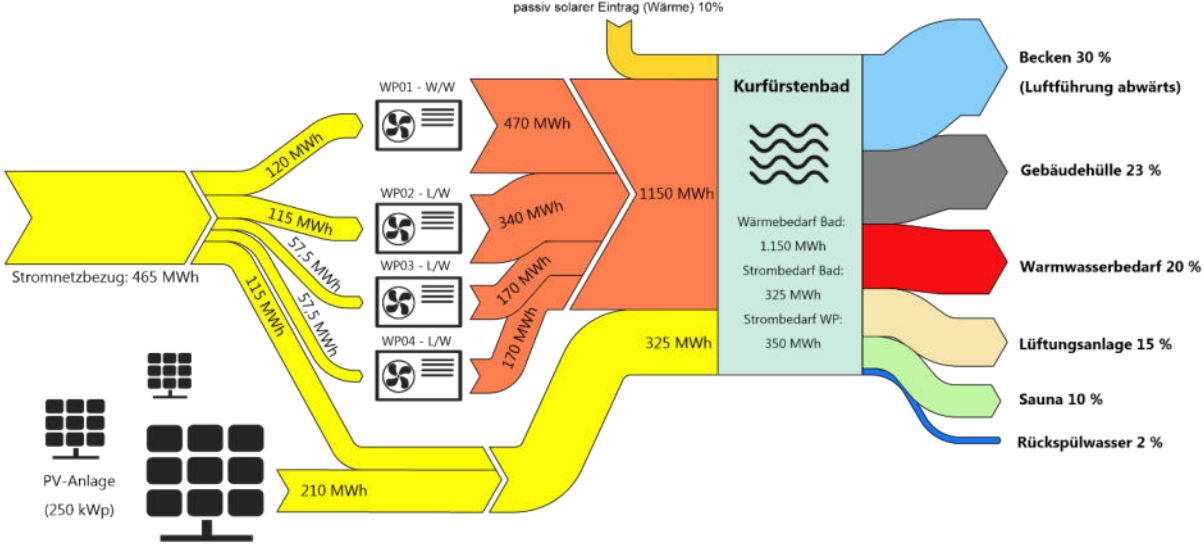 passiv solarer Eintrag (Wärme) 10%
WP01 - W/W
470 MWh
120 MWh
WP02 - L/W
115 MWh
340 MWh
Stromnetzbezug: 465 MWh
57,5 MWh
WP03 - L/W
170 MWh
57,5 MWh
WP04 - L/W
170 MWh
115 MWh
1150 MWh
325 MWh
PV-Anlage
(250 kWp)
210 MWh
Kurfürstenbad
Wärmebedarf Bad:
1.150 MWh
Strombedarf Bad:
325 MWh
Strombedarf WP:
350 MWh
Becken 30 %
(Luftführung abwärts)
Gebäudehülle 23 %
Warmwasserbedarf 20 %
Lüftungsanlage 15 %
Sauna 10 %
Rückspülwasser 2 %